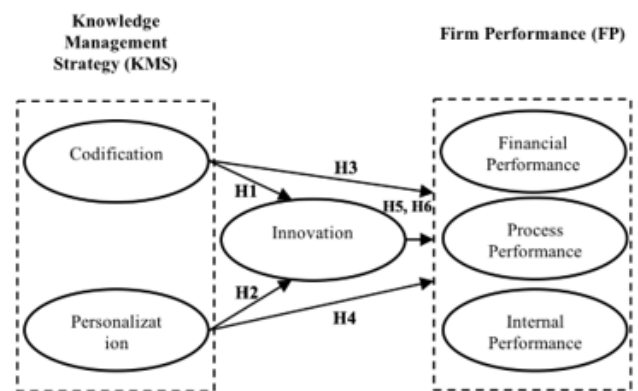 Knowledge
Management
Strategy (KMS)
Firm Performance (FP)
Codification
Financial
Performance
H3
H1
H5, H6
Innovation
Process
Performance
H2
H4
Personalizat
ion
Internal
Performance